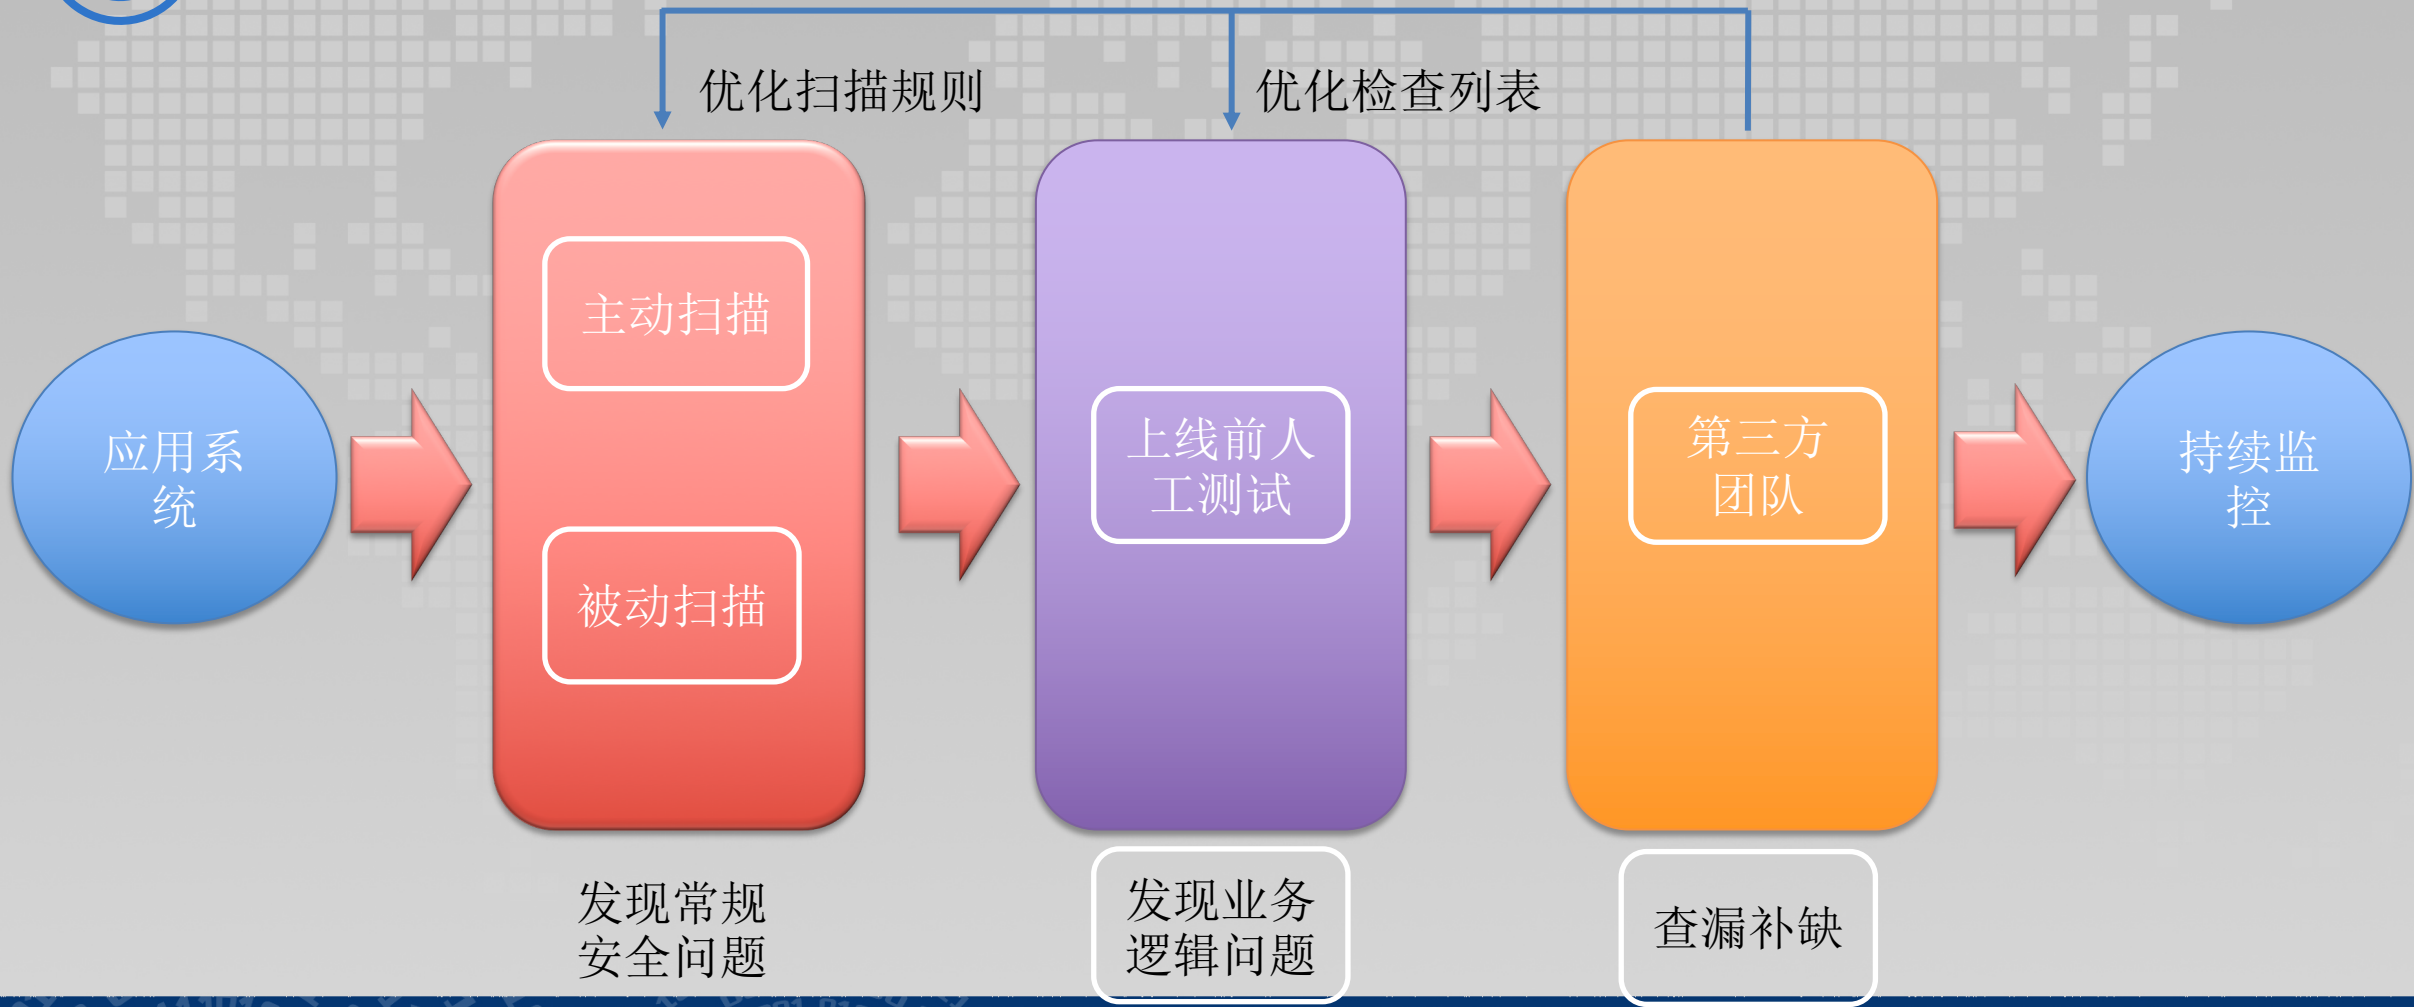 优化扫描规则
优化检查列表
主动扫描
被动扫描
应用系
统
上线前人
工测试
第三方
团队
持续监
控
发现常规
安全问题
发现业务
逻辑问题
查漏补缺